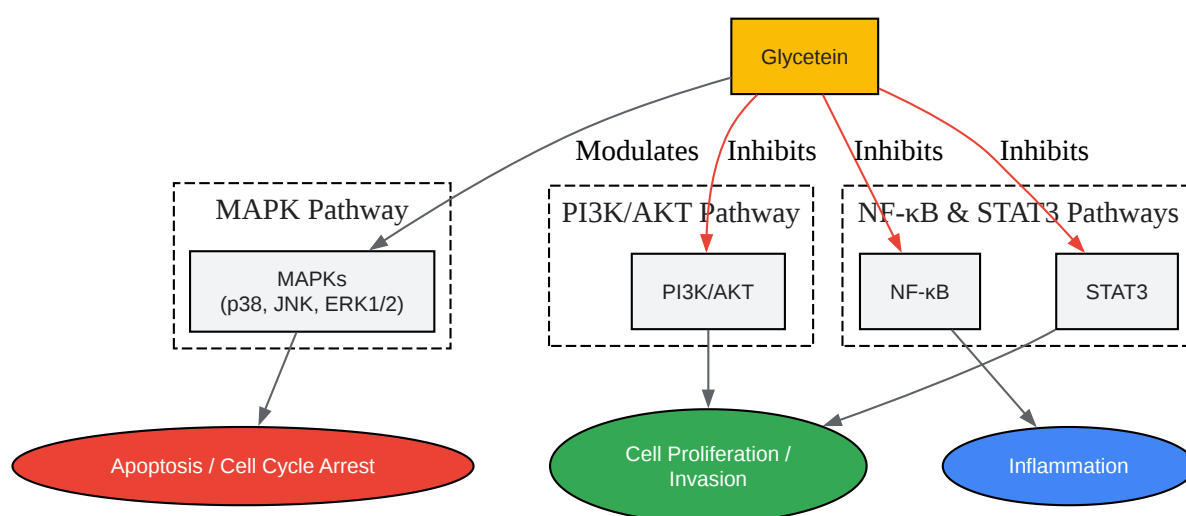 Glycetein
Modulates
Inhibits
Inhibits
Inhibits
MAPK Pathway
PI3K/AKT Pathway
NF-κB & STAT3 Pathways
MAPKs
(p38, JNK, ERK1/2)
PI3K/AKT
NF-κB
STAT3
Apoptosis / Cell Cycle Arrest
Cell Proliferation /
Invasion
Inflammation